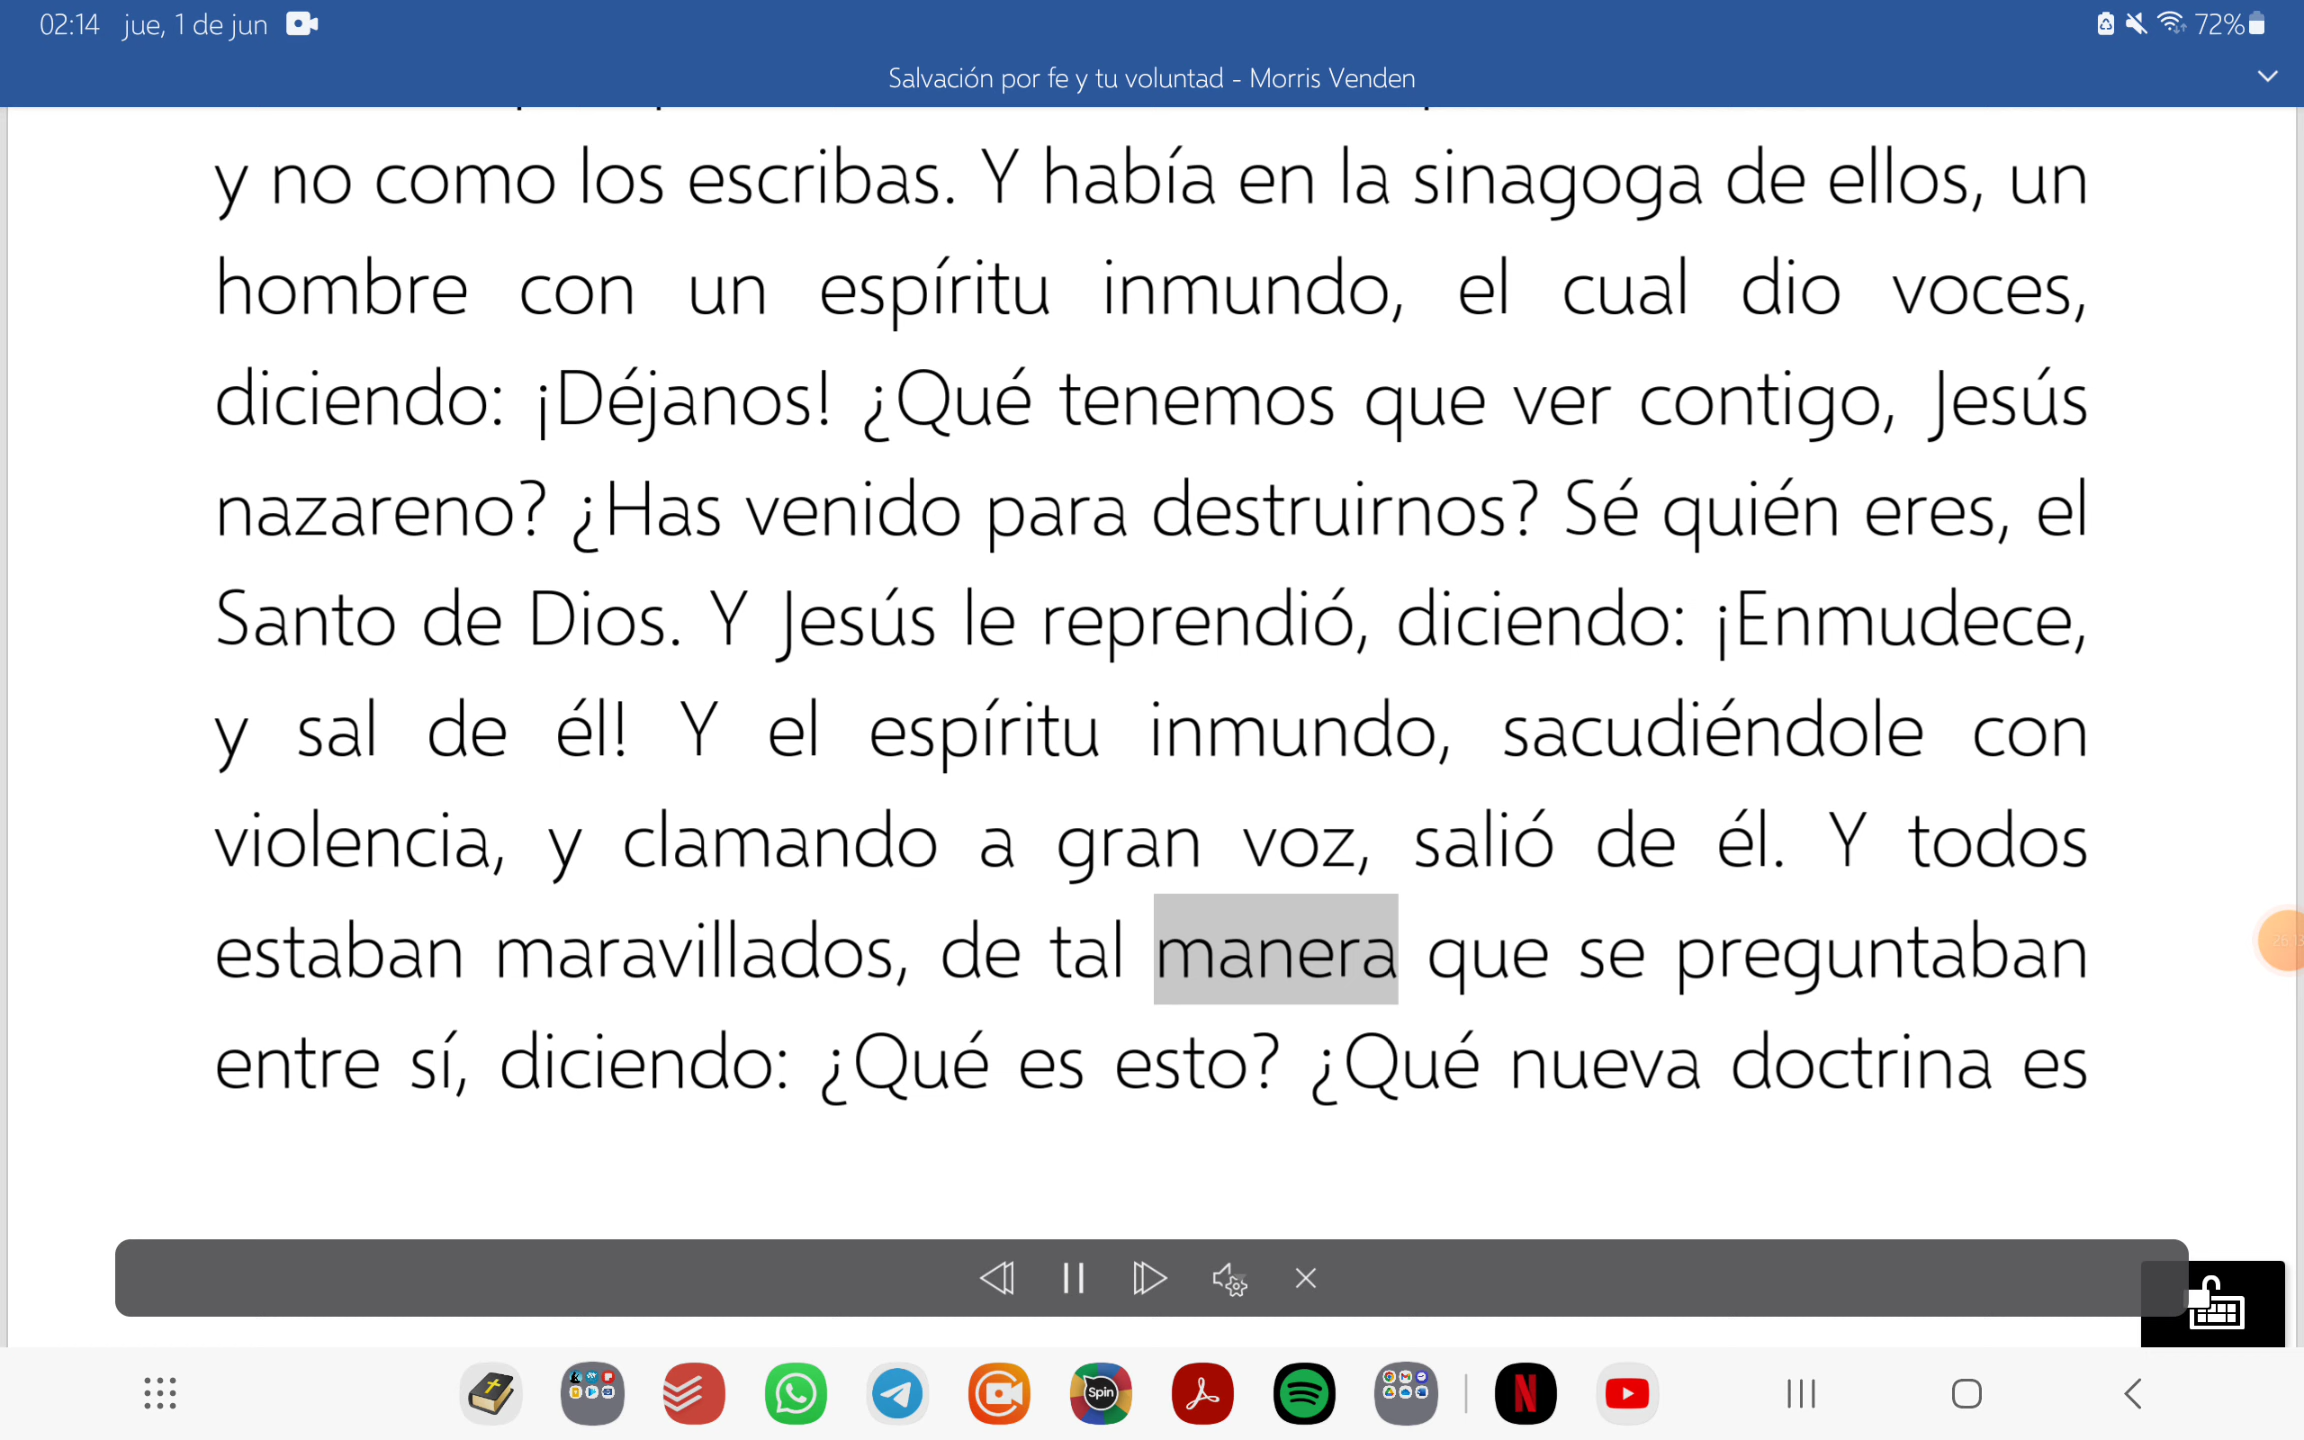 02:14 jue, 1 de jun 72%
Salvación por fe y tu voluntad - Morris Venden
y no como los escribas. Y había en la sinagoga de ellos, un
hombre con un espíritu inmundo, el cual dio voces,
diciendo: ¡Déjanos! ¿Qué tenemos que ver contigo, Jesús
nazareno? ¿Has venido para destruirnos? Sé quién eres, el
Santo de Dios. Y Jesús le reprendió, diciendo: ¡Enmudece,
y sal de él! Y el espíritu inmundo, sacudiéndole con
violencia, y clamando a gran voz, salió de él. Y todos
estaban maravillados, de tal manera que se preguntaban
entre sí, diciendo: ¿Qué es esto? ¿Qué nueva doctrina es
Spin
N